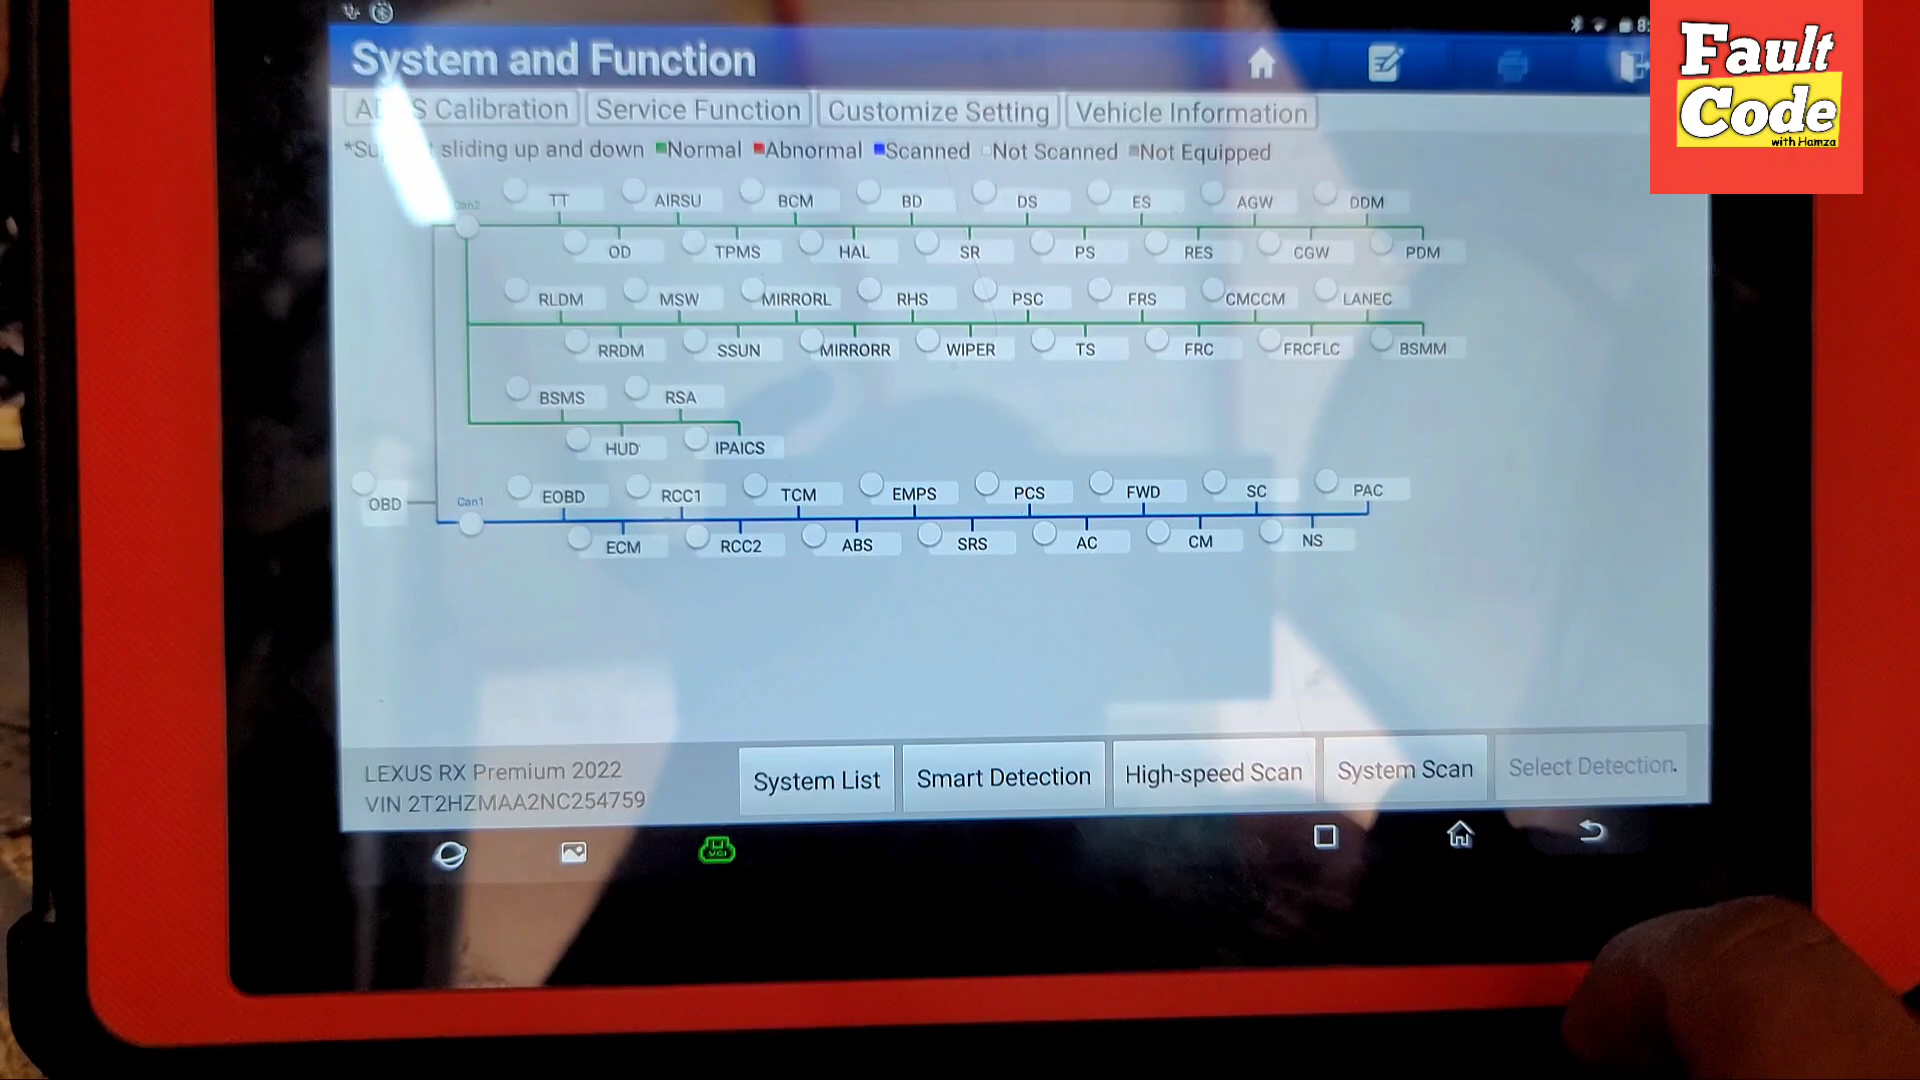 8:
Fault
Code
with Hamza
System and Function
Calibration Service Function Customize Setting Vehicle Information
sliding up and down Normal Abnormal Scanned Not Scanned Not Equipped
Can2
TT AIRSU BCM BD DS ES AGW DDM
OD TPMS HAL SR PS RES CGW PDM
RLDM MSW MIRRORL RHS PSC FRS CMCCM LANEC
RRDM SSUN MIRRORR WIPER TS FRC FRCFLC BSMM
BSMS RSA
HUD IPAICS
OBD Can1 EOBD RCC1 TCM EMPS PCS FWD SC PAC
ECM RCC2 ABS SRS AC CM NS
LEXUS RX Premium 2022
VIN 2T2HZMAA2NC254759
System List Smart Detection High-speed Scan System Scan Select Detection.
VCI